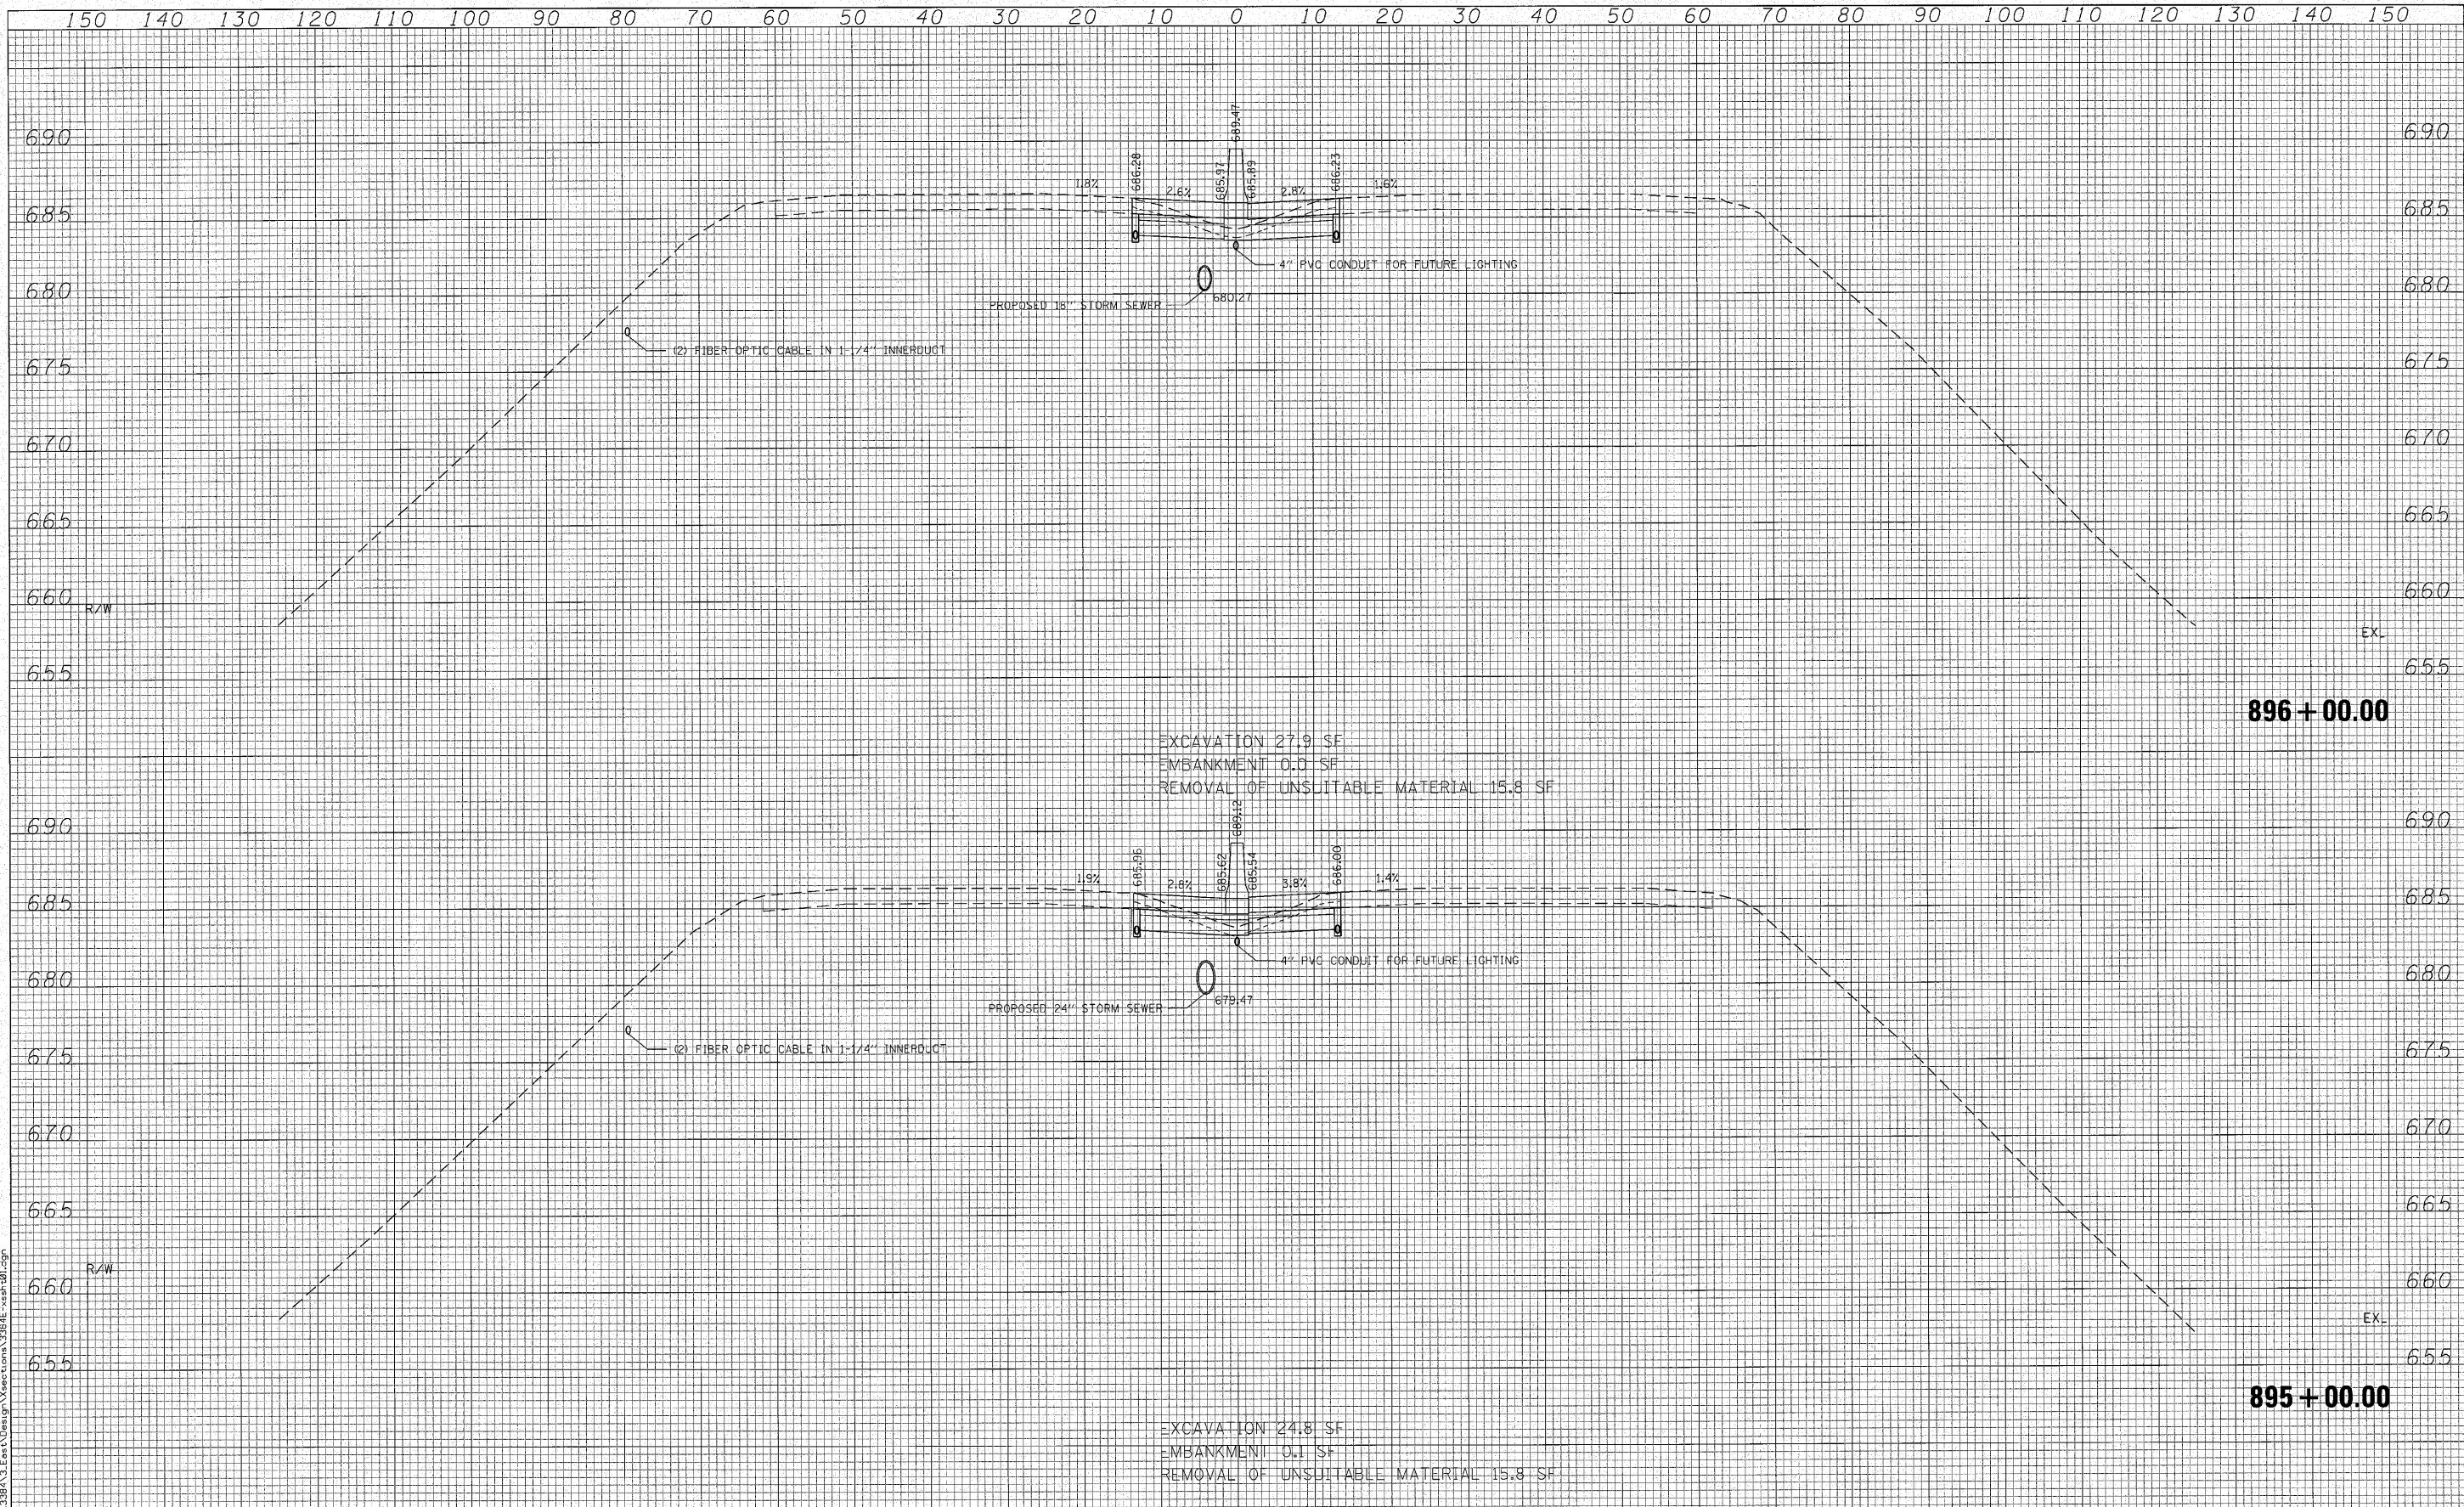 150 140 130 120 110 100 90 80 70 60 50 40 30 20 10 0 10 20 30 40 50 60 70 80 90 100 110 120 130 140 150
689.47
690 690
686.28 685.97 685.89 686.23
1.8% 2.6% 2.8% 1.6%
685 685
4" PVC CONDUIT FOR FUTURE LIGHTING
680 680
680.27
PROPOSED 18" STORM SEWER
(2) FIBER OPTIC CABLE IN 1-1/4" INNERDUCT
675 675
670 670
665 665
660 R/W 660
EX_
655 655
896+00.00
EXCAVATION 27.9 SF
EMBANKMENT 0.0 SF
REMOVAL OF UNSUITABLE MATERIAL 15.8 SF
689.12
690 690
685.96 685.62 685.54 686.00
1.9% 2.8% 3.8% 1.4%
685 685
4" PVC CONDUIT FOR FUTURE LIGHTING
680 680
679.47
PROPOSED 24" STORM SEWER
(2) FIBER OPTIC CABLE IN 1-1/4" INNERDUCT
675 675
670 670
665 665
R/W
660 660
EX_
655 655
895+00.00
EXCAVATION 24.8 SF
EMBANKMENT 0.1 SF
REMOVAL OF UNSUITABLE MATERIAL 15.8 SF